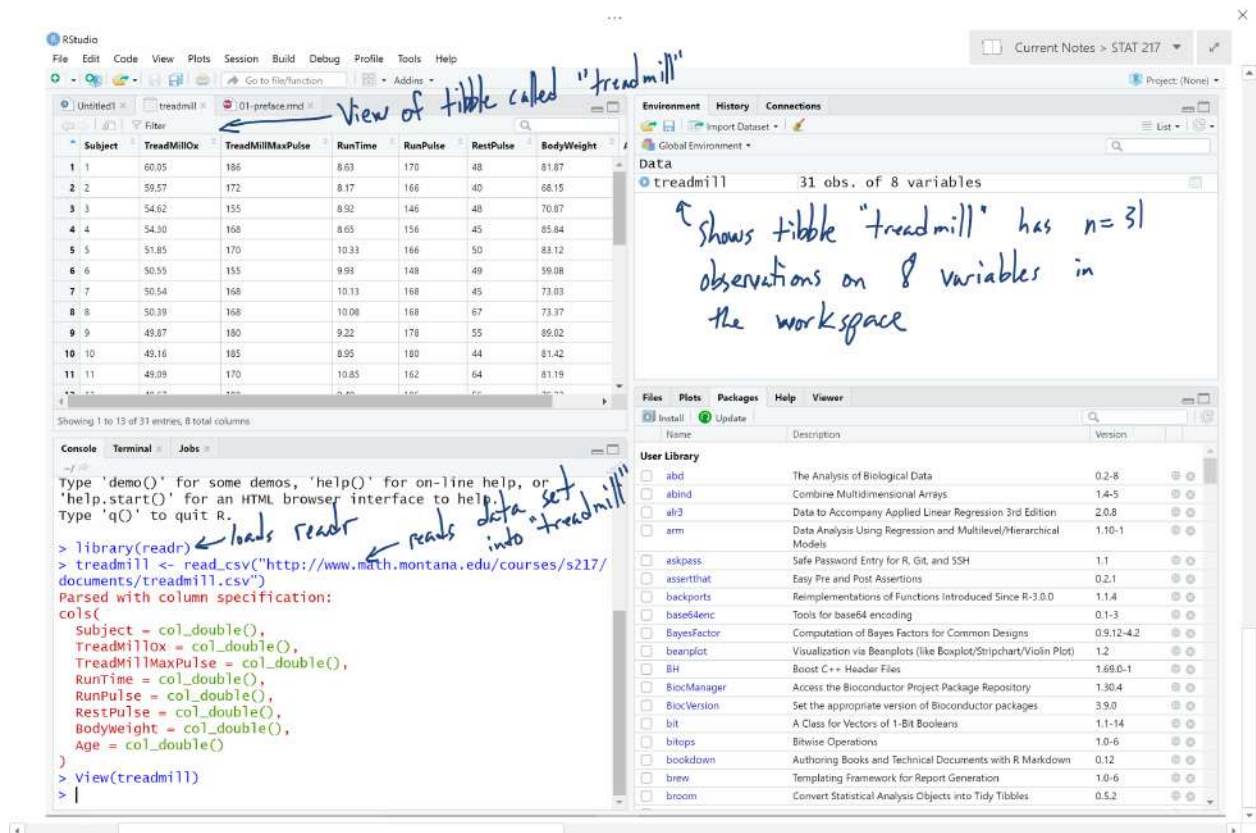 ...
RStudio
Current Notes > STAT 217
File Edit Code View Plots Session Build Debug Profile Tools Help
Go to file/function Addins
Project: (None)
View of tibble called "treadmill"
Untitled1 treadmill 01-preface.rmd
Filter
Subject TreadMillOx TreadMillMaxPulse RunTime RunPulse RestPulse BodyWeight
1 1 60.05 186 8.63 170 48 81.87
2 2 59.57 172 8.17 166 40 68.15
3 3 54.62 155 8.92 146 48 70.87
4 4 54.30 168 8.65 156 45 85.84
5 5 51.85 170 10.33 166 50 83.12
6 6 50.55 155 9.93 148 49 59.08
7 7 50.54 168 10.13 168 45 73.03
8 8 50.39 168 10.08 168 67 73.37
9 9 49.87 180 9.22 178 55 89.02
10 10 49.16 185 8.95 180 44 81.42
11 11 49.09 170 10.85 162 64 81.19
Showing 1 to 13 of 31 entries, 8 total columns
Environment History Connections
Import Dataset List
Global Environment
Data
treadmill 31 obs. of 8 variables
shows tibble "treadmill" has n=31
observations on 8 variables in
the workspace
Console Terminal Jobs
~/
Type 'demo()' for some demos, 'help()' for on-line help, or
'help.start()' for an HTML browser interface to help.
Type 'q()' to quit R.
loads readr
reads data set
into "treadmill"
> library(readr)
> treadmill <- read_csv("http://www.math.montana.edu/courses/s217/
documents/treadmill.csv")
Parsed with column specification:
cols(
Subject = col_double(),
TreadMillOx = col_double(),
TreadMillMaxPulse = col_double(),
RunTime = col_double(),
RunPulse = col_double(),
RestPulse = col_double(),
BodyWeight = col_double(),
Age = col_double()
)
> View(treadmill)
>
Files Plots Packages Help Viewer
Install Update
Name Description Version
User Library
abd The Analysis of Biological Data 0.2-8
abind Combine Multidimensional Arrays 1.4-5
alr3 Data to Accompany Applied Linear Regression 3rd Edition 2.0.8
arm Data Analysis Using Regression and Multilevel/Hierarchical 1.10-1
Models
askpass Safe Password Entry for R, Git, and SSH 1.1
assertthat Easy Pre and Post Assertions 0.2.1
backports Reimplementations of Functions Introduced Since R-3.0.0 1.1.4
base64enc Tools for base64 encoding 0.1-3
BayesFactor Computation of Bayes Factors for Common Designs 0.9.12-4.2
beanplot Visualization via Beanplots (like Boxplot/Stripchart/Violin Plot) 1.2
BH Boost C++ Header Files 1.69.0-1
BiocManager Access the Bioconductor Project Package Repository 1.30.4
BiocVersion Set the appropriate version of Bioconductor packages 3.9.0
bit A Class for Vectors of 1-Bit Booleans 1.1-14
bitops Bitwise Operations 1.0-6
bookdown Authoring Books and Technical Documents with R Markdown 0.12
brew Templating Framework for Report Generation 1.0-6
broom Convert Statistical Analysis Objects into Tidy Tibbles 0.5.2